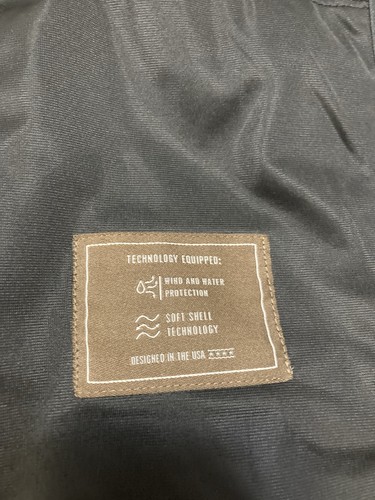 TECHNOLOGY EQUIPPED:
WIND AND WATER
PROTECTION
SOFT SHELL
TECHNOLOGY
DESIGNED IN THE USA